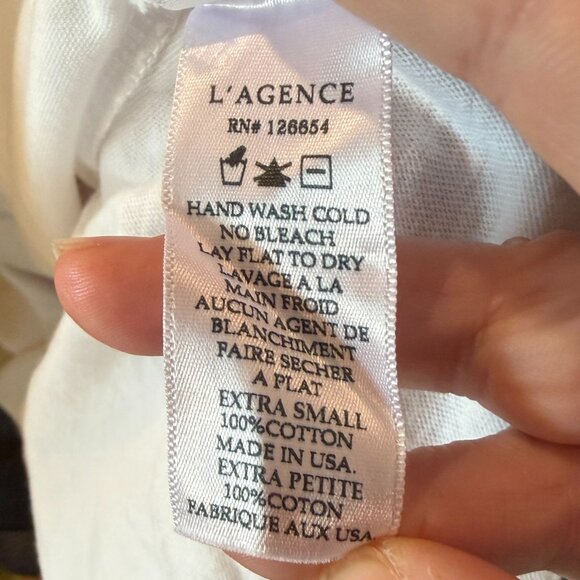 L'AGENCE
RN# 126654
HAND WASH COLD
NO BLEACH
LAY FLAT TO DRY
LAVAGE A LA
MAIN FROID
AUCUN AGENT DE
BLANCHIMENT
FAIRE SECHER
A PLAT
EXTRA SMALL
100%COTTON
MADE IN USA.
EXTRA PETITE
100%COTON
FABRIQUE AUX USA